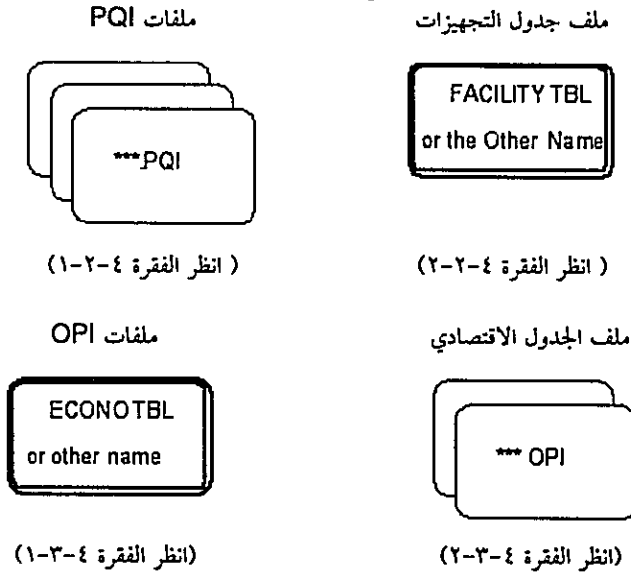 ملف جدول التجهيزات
ملفات PQI
FACILITY TBL
or the Other Name
***.PQI
( انظر الفقرة ٤-٢-٢)
( انظر الفقرة ٤-٢-١)
ملف الجدول الاقتصادي
ملفات OPI
*** OPI
ECONOTBL
or other name
(انظر الفقرة ٤-٣-٢)
(انظر الفقرة ٤-٣-١)